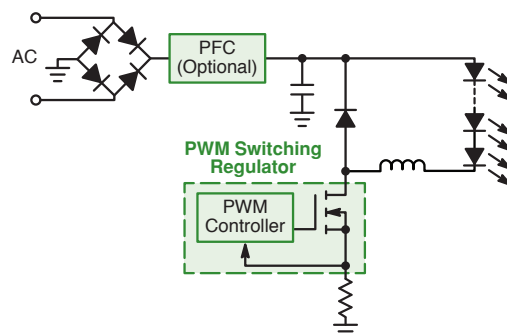 AC
PFC
(Optional)
PWM Switching
Regulator
PWM
Controller